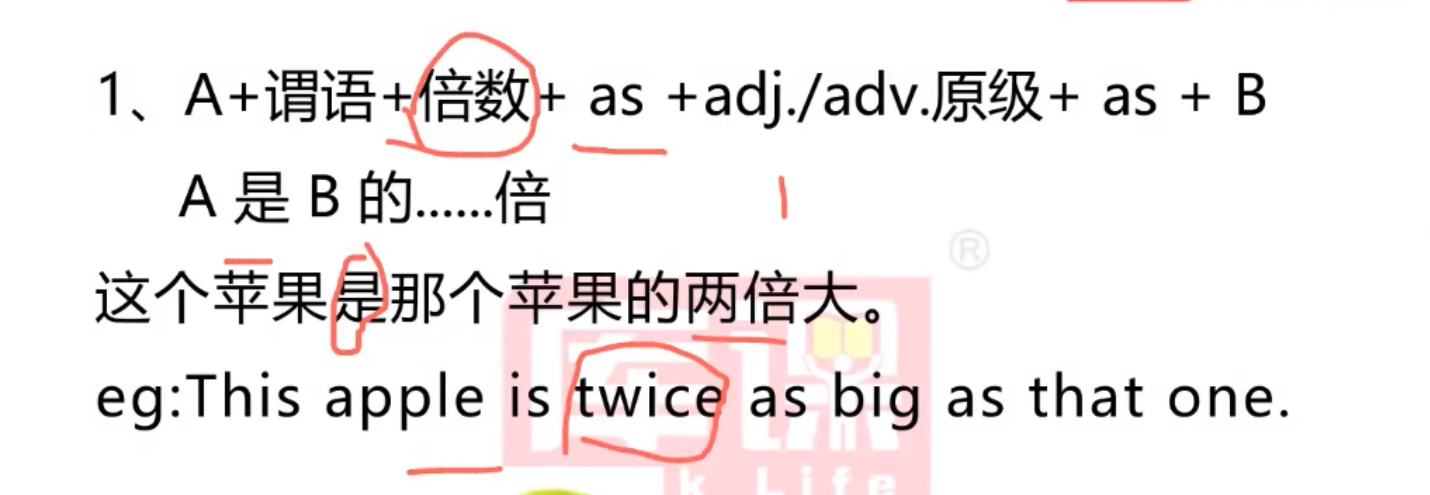 1、A+谓语+倍数+ as +adj./adv.原级+ as + B
A 是 B 的......倍
这个苹果是那个苹果的两倍大。
eg:This apple is twice as big as that one.
k Life